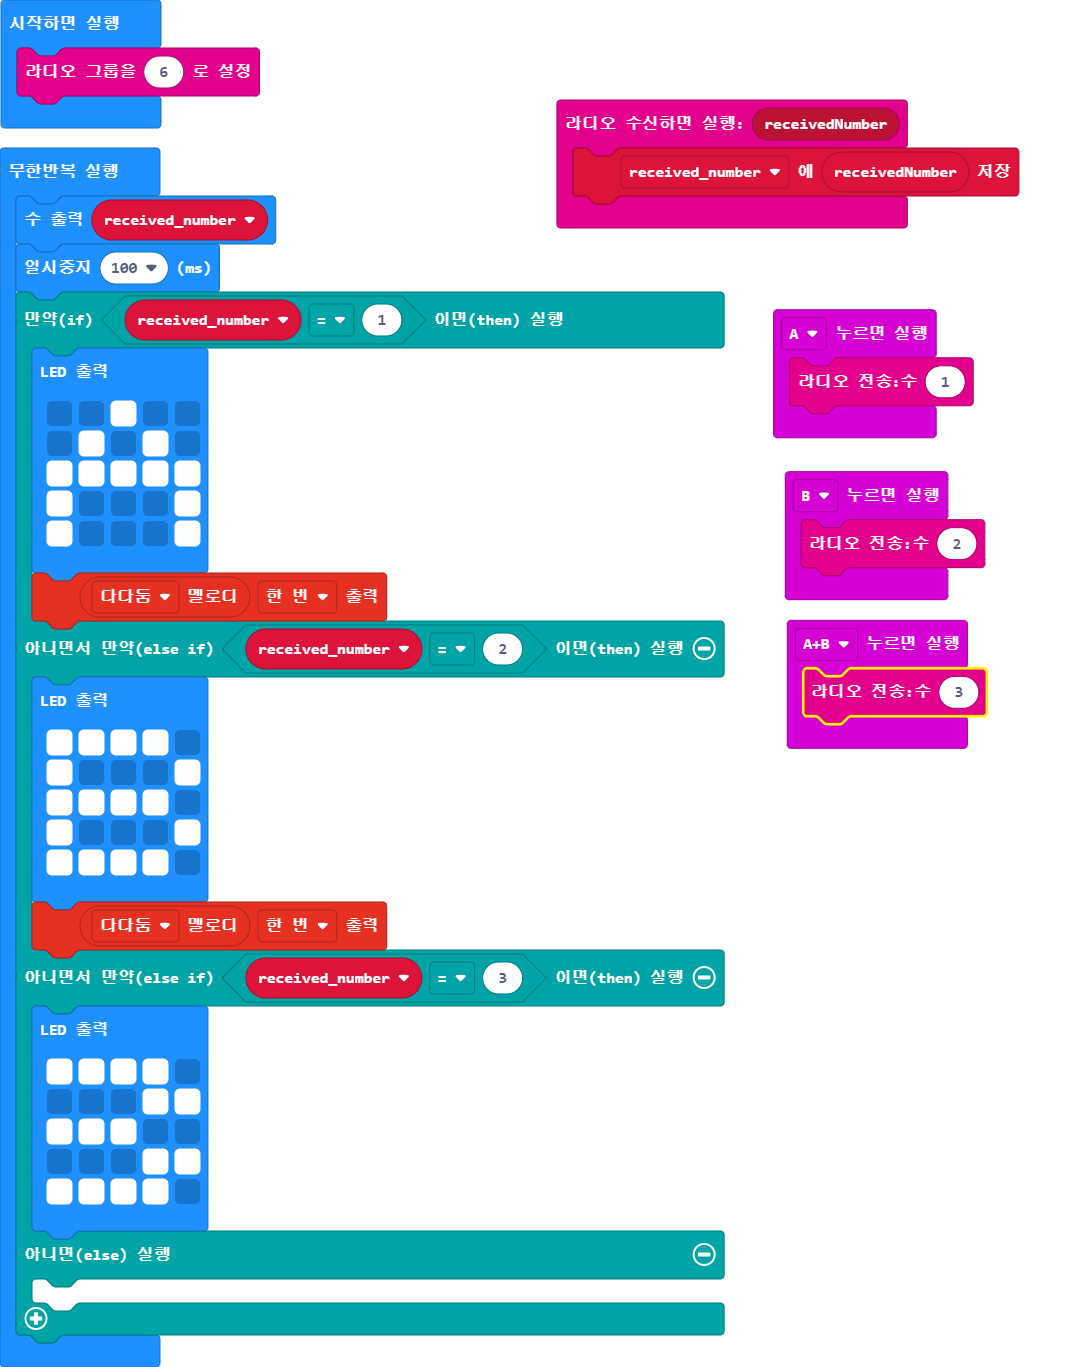 시작하면 실행
라디오 그룹을 6 로 설정
무한반복 실행
수 출력 received_number
일시중지 100 (ms)
만약(if) received_number = 1 이면(then) 실행
LED 출력
다다둠 멜로디 한 번 출력
아니면서 만약(else if) received_number = 2 이면(then) 실행
LED 출력
다다둠 멜로디 한 번 출력
아니면서 만약(else if) received_number = 3 이면(then) 실행
LED 출력
아니면(else) 실행
라디오 수신하면 실행: receivedNumber
received_number 에 receivedNumber 저장
A 누르면 실행
라디오 전송:수 1
B 누르면 실행
라디오 전송:수 2
A+B 누르면 실행
라디오 전송:수 3